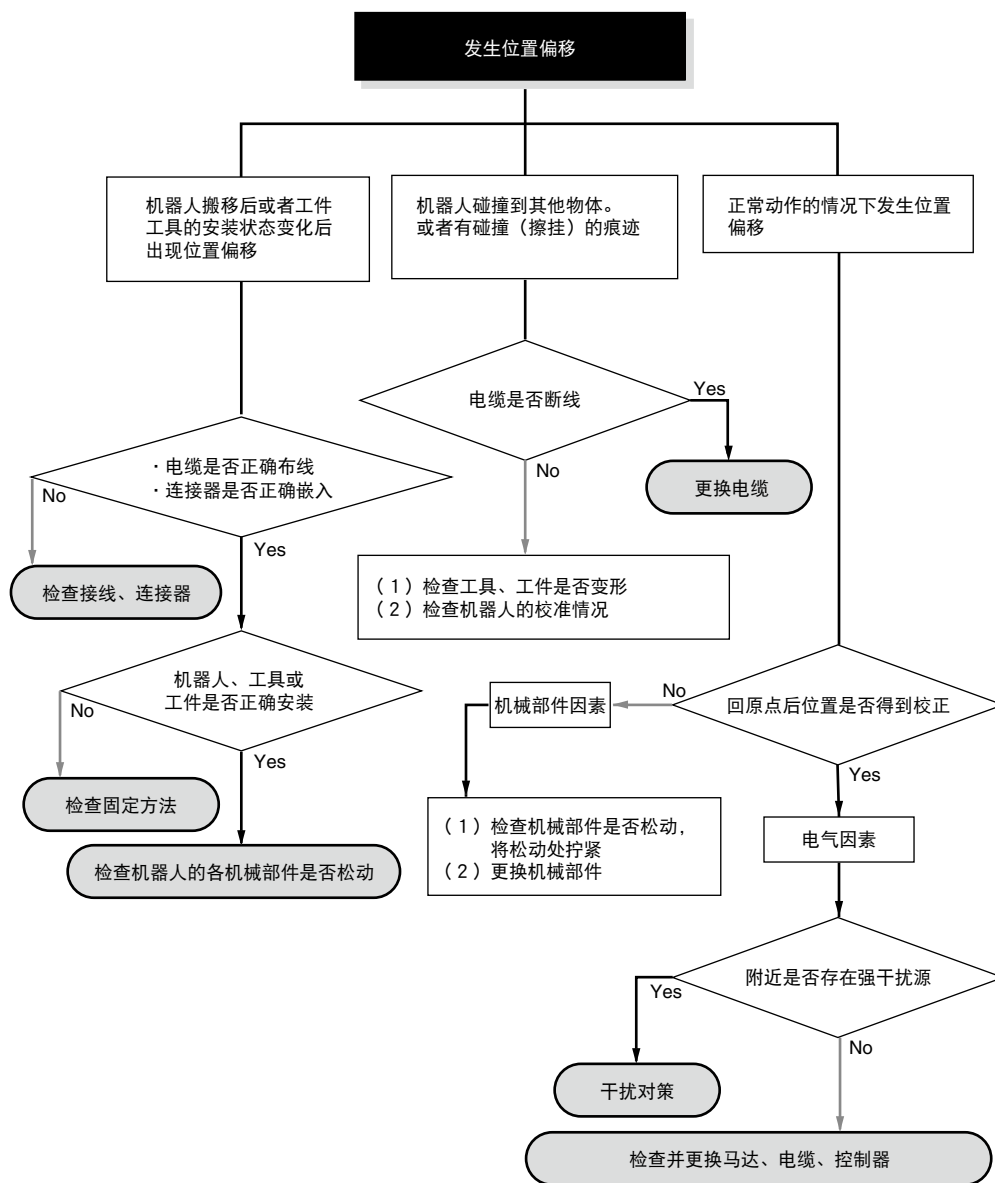 发生位置偏移
机器人搬移后或者工件
工具的安装状态变化后
出现位置偏移
机器人碰撞到其他物体。
或者有碰撞（擦挂）的痕迹
正常动作的情况下发生位置
偏移
电缆是否断线
Yes
No
更换电缆
・电缆是否正确布线
・连接器是否正确嵌入
No
Yes
检查接线、连接器
（1）检查工具、工件是否变形
（2）检查机器人的校准情况
机器人、工具或
工件是否正确安装
No
Yes
检查固定方法
检查机器人的各机械部件是否松动
回原点后位置是否得到校正
No
Yes
机械部件因素
（1）检查机械部件是否松动，
将松动处拧紧
（2）更换机械部件
电气因素
附近是否存在强干扰源
Yes
No
干扰对策
检查并更换马达、电缆、控制器